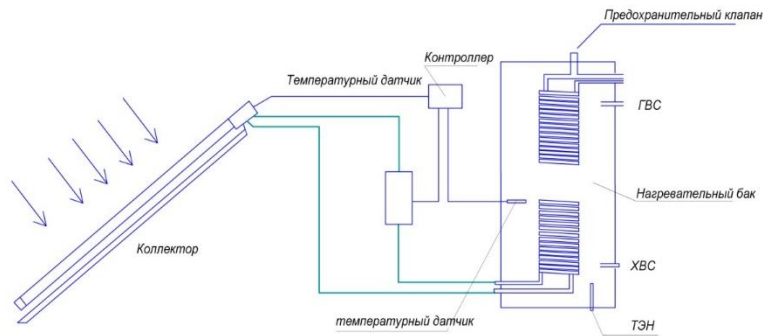 Предохранительный клапан
Контроллер
Температурный датчик
ГВС
Нагревательный бак
Коллектор
ХВС
температурный датчик
ТЭН